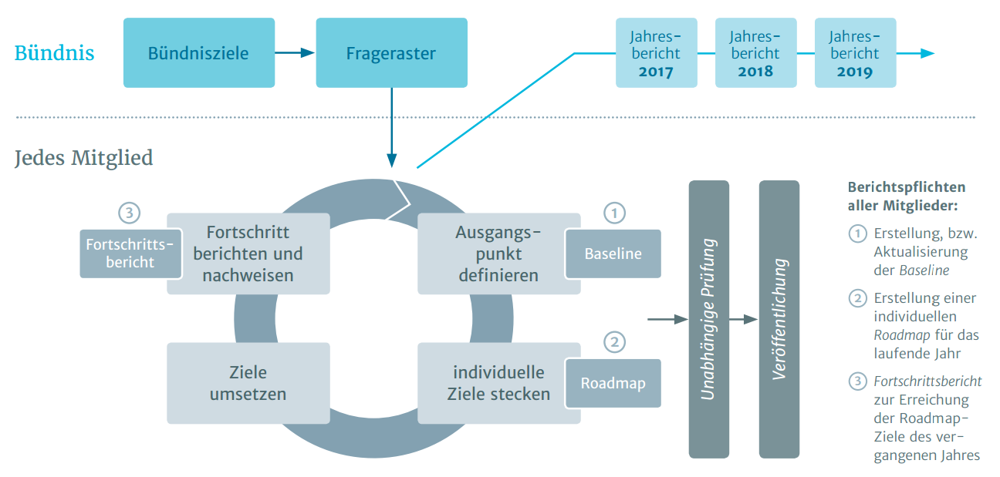 Bündnis
Bündnisziele
Frageraster
Jahres-
bericht
2017
Jahres-
bericht
2018
Jahres-
bericht
2019
Jedes Mitglied
3
Fortschritts-
bericht
Fortschritt
berichten und
nachweisen
Ausgangs-
punkt
definieren
1
Baseline
Ziele
umsetzen
individuelle
Ziele stecken
2
Roadmap
Unabhängige Prüfung
Veröffentlichung
Berichtspflichten
aller Mitglieder:
1 Erstellung, bzw.
Aktualisierung
der Baseline
2 Erstellung einer
individuellen
Roadmap für das
laufende Jahr
3 Fortschrittsbericht
zur Erreichung
der Roadmap-
Ziele des ver-
gangenen Jahres